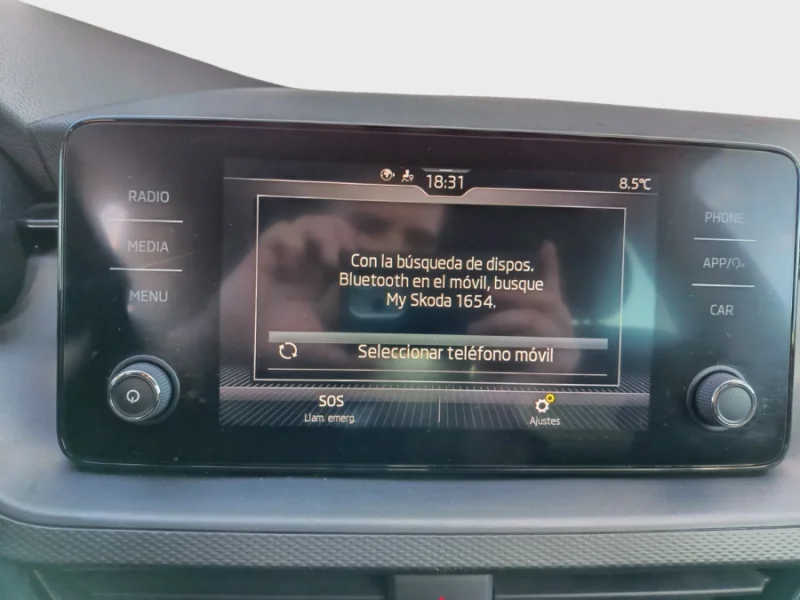 18:31
8.5°C
RADIO
MEDIA
MENU
Con la búsqueda de dispos.
Bluetooth en el móvil, busque
My Skoda 1654.
Seleccionar teléfono móvil
SOS
Llam. emerg.
Ajustes
PHONE
APP/
CAR